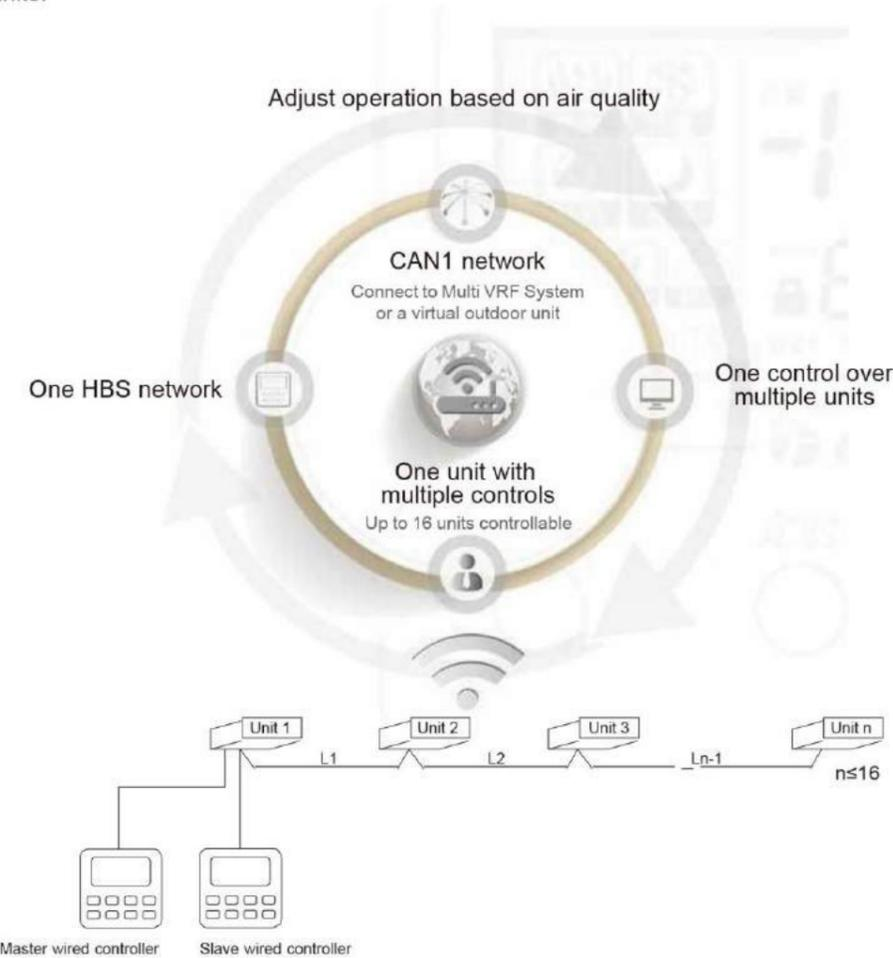 Adjust operation based on air quality
CAN1 network
Connect to Multi VRF System
or a virtual outdoor unit
One HBS network
One control over
multiple units
One unit with
multiple controls
Up to 16 units controllable
Unit 1
Unit 2
Unit 3
Unit n
L1
L2
_Ln-1
n≤16
Master wired controller
Slave wired controller